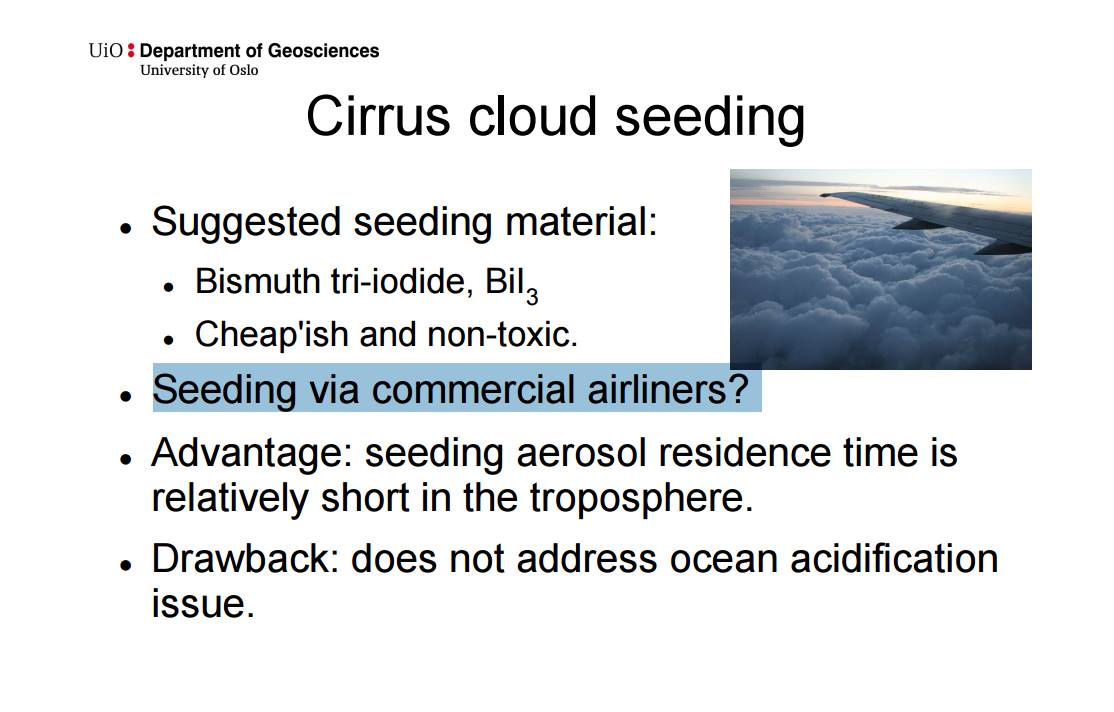 UiO Department of Geosciences
University of Oslo
Cirrus cloud seeding
• Suggested seeding material:
• Bismuth tri-iodide, BiI3
• Cheap'ish and non-toxic.
• Seeding via commercial airliners?
• Advantage: seeding aerosol residence time is
relatively short in the troposphere.
• Drawback: does not address ocean acidification
issue.